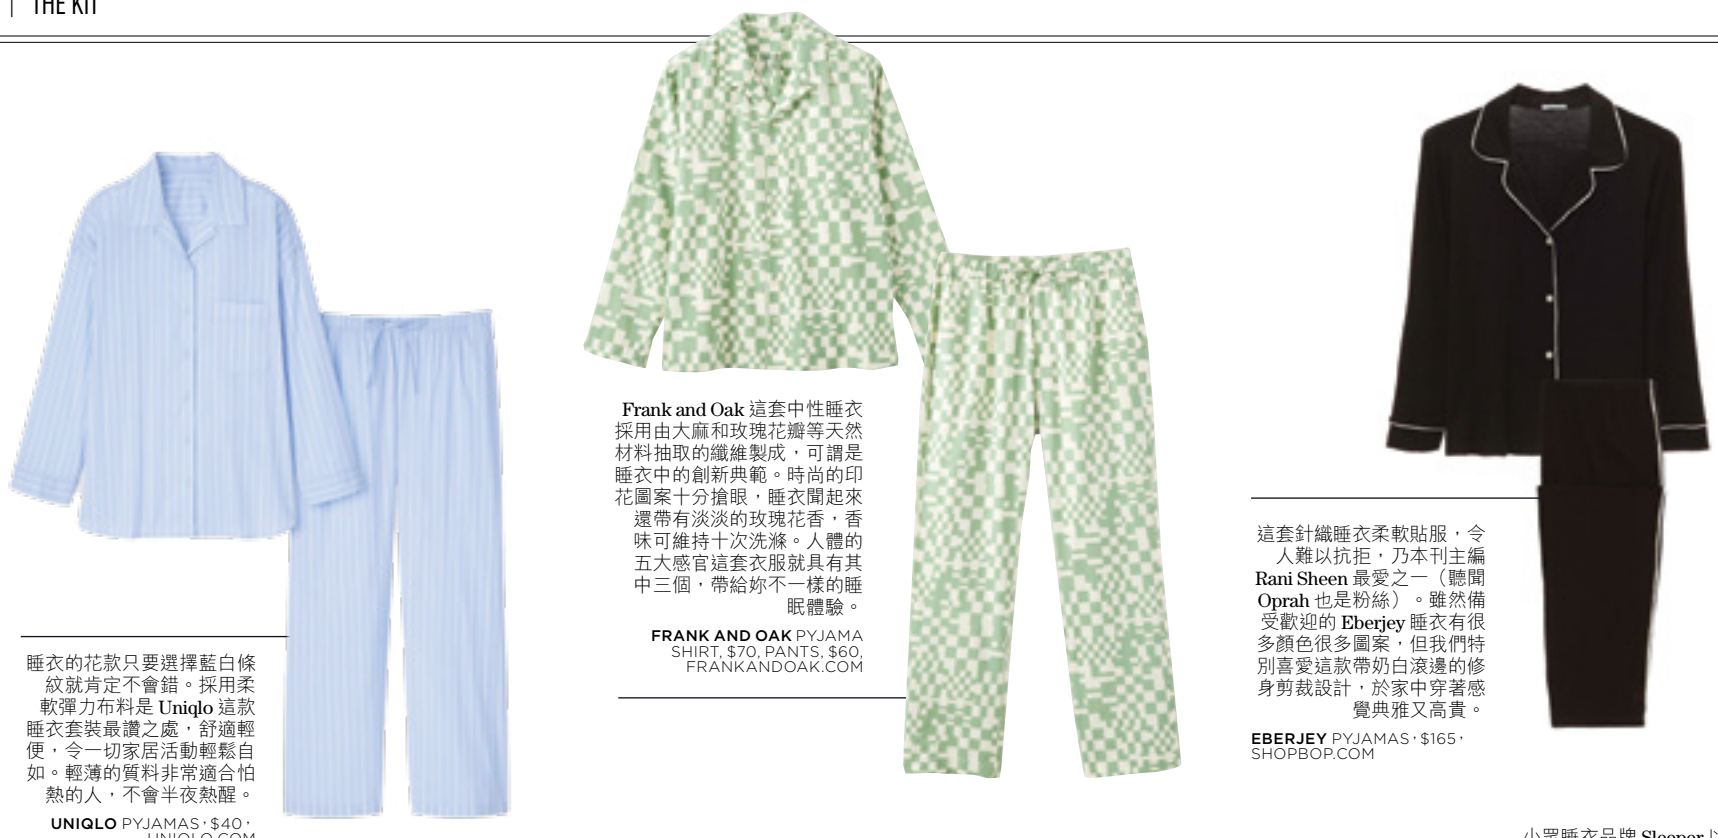 THE KIT
睡衣的花款只要選擇藍白條
紋就肯定不會錯。採用柔
軟彈力布料是 Uniqlo 這款
睡衣套裝最讚之處，舒適輕
便，令一切家居活動輕鬆自
如。輕薄的質料非常適合怕
熱的人，不會半夜熱醒。
UNIQLO PYJAMAS，$40，
UNIQLO.COM
Frank and Oak 這套中性睡衣
採用由大麻和玫瑰花瓣等天然
材料抽取的纖維製成，可謂是
睡衣中的創新典範。時尚的印
花圖案十分搶眼，睡衣聞起來
還帶有淡淡的玫瑰花香，香
味可維持十次洗滌。人體的
五大感官這套衣服就具有其
中三個，帶給妳不一樣的睡
眠體驗。
FRANK AND OAK PYJAMA
SHIRT, $70, PANTS, $60,
FRANKANDOAK.COM
這套針織睡衣柔軟貼服，令
人難以抗拒，乃本刊主編
Rani Sheen 最愛之一（聽聞
Oprah 也是粉絲）。雖然備
受歡迎的 Eberjey 睡衣有很
多顏色很多圖案，但我們特
別喜愛這款帶奶白滾邊的修
身剪裁設計，於家中穿著感
覺典雅又高貴。
EBERJEY PYJAMAS，$165，
SHOPBOP.COM
小眾睡衣品牌 Sleeper 以